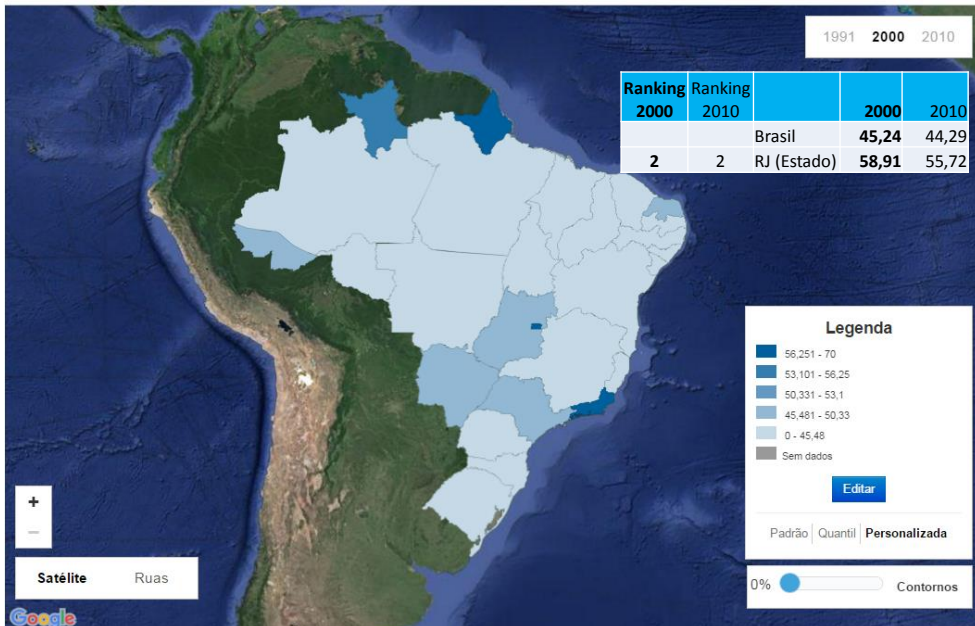 1991 2000 2010
Ranking 2000 Ranking 2010 2000 2010
Brasil 45,24 44,29
2 2 RJ (Estado) 58,91 55,72
Legenda
56,251 - 70
53,101 - 56,25
50,331 - 53,1
45,481 - 50,33
0 - 45,48
Sem dados
Editar
Padrão Quantil Personalizada
0% Contornos
+
−
Satélite Ruas
Google